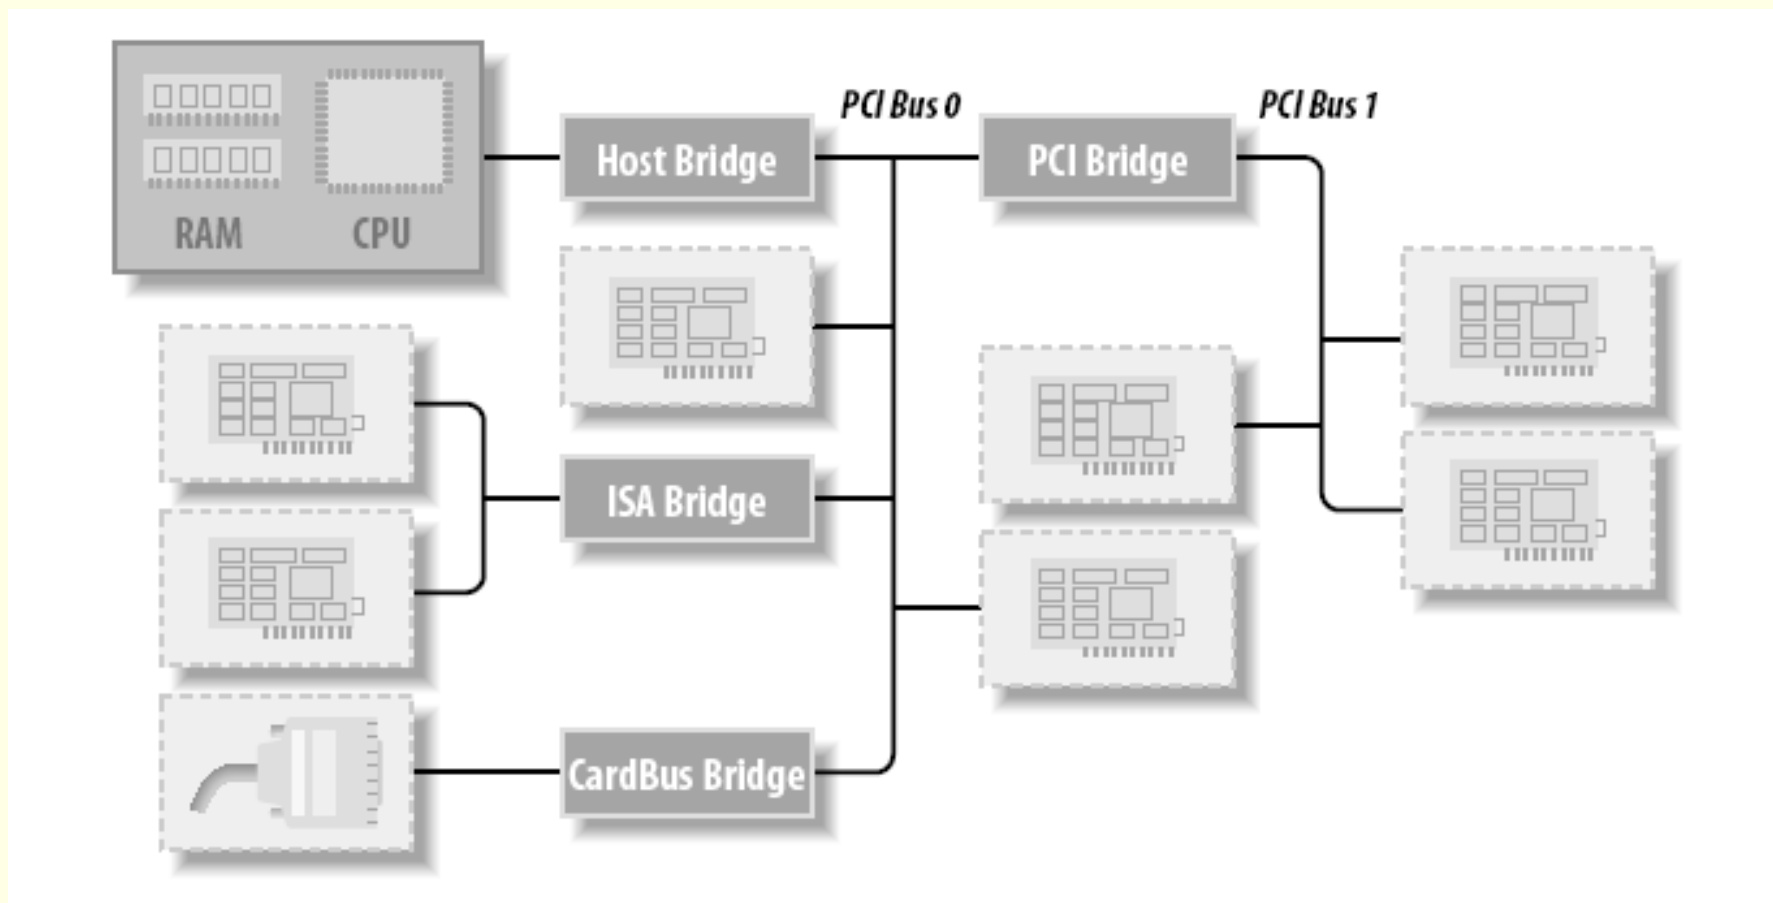 PCI Bus 0
PCI Bus 1
Host Bridge
PCI Bridge
RAM
CPU
ISA Bridge
CardBus Bridge